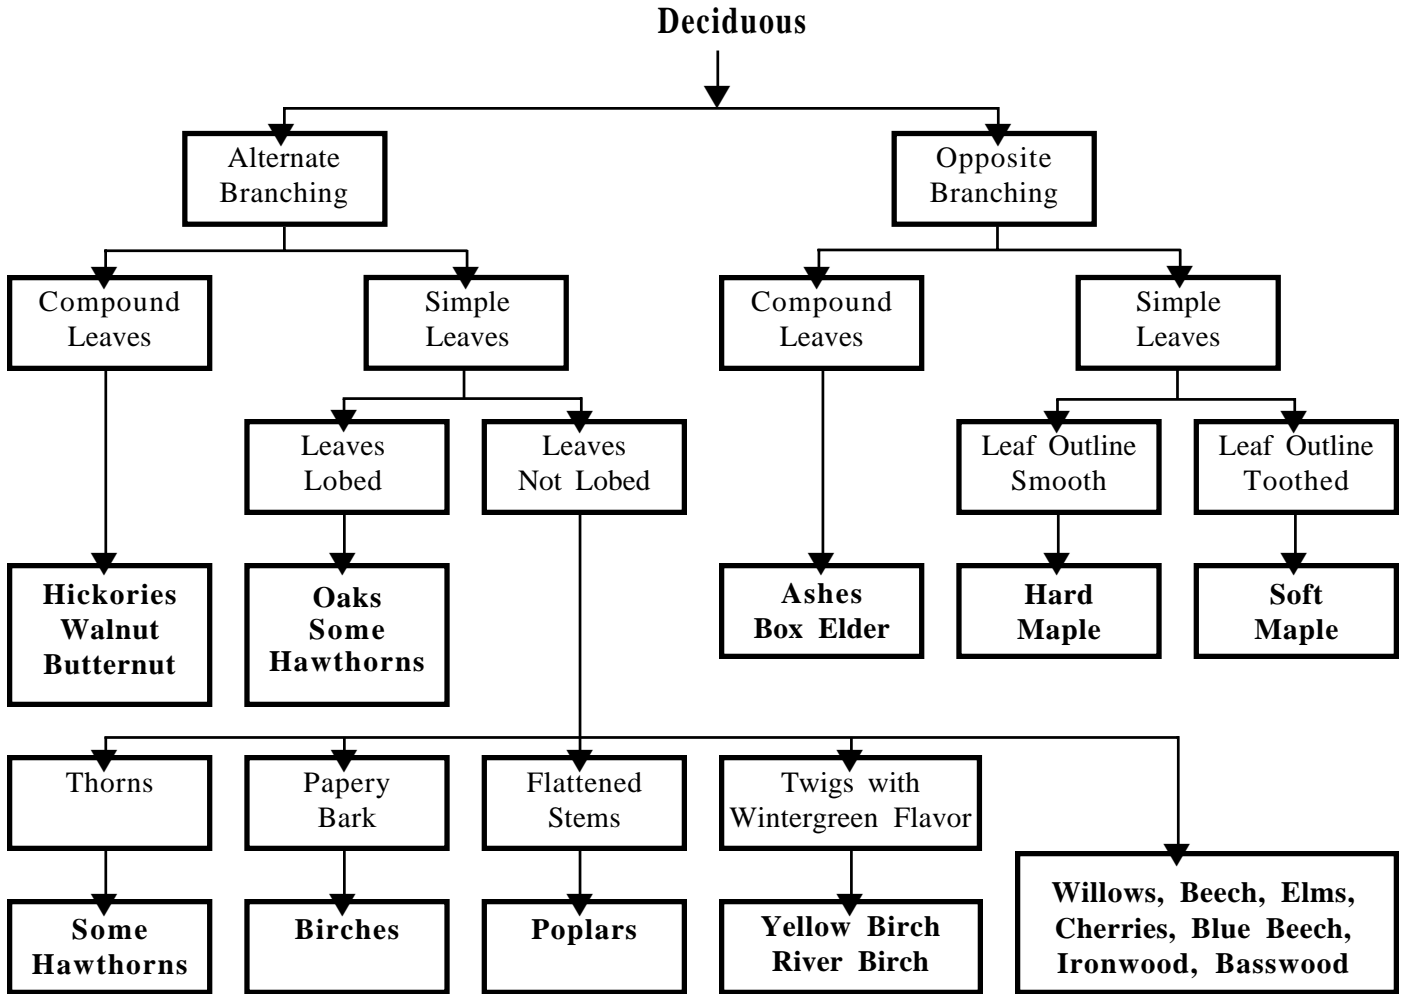 Deciduous
Alternate
Branching
Opposite
Branching
Compound
Leaves
Simple
Leaves
Compound
Leaves
Simple
Leaves
Leaves
Lobed
Leaves
Not Lobed
Leaf Outline
Smooth
Leaf Outline
Toothed
Hickories
Walnut
Butternut
Oaks
Some
Hawthorns
Ashes
Box Elder
Hard
Maple
Soft
Maple
Thorns
Papery
Bark
Flattened
Stems
Twigs with
Wintergreen Flavor
Some
Hawthorns
Birches
Poplars
Yellow Birch
River Birch
Willows, Beech, Elms,
Cherries, Blue Beech,
Ironwood, Basswood